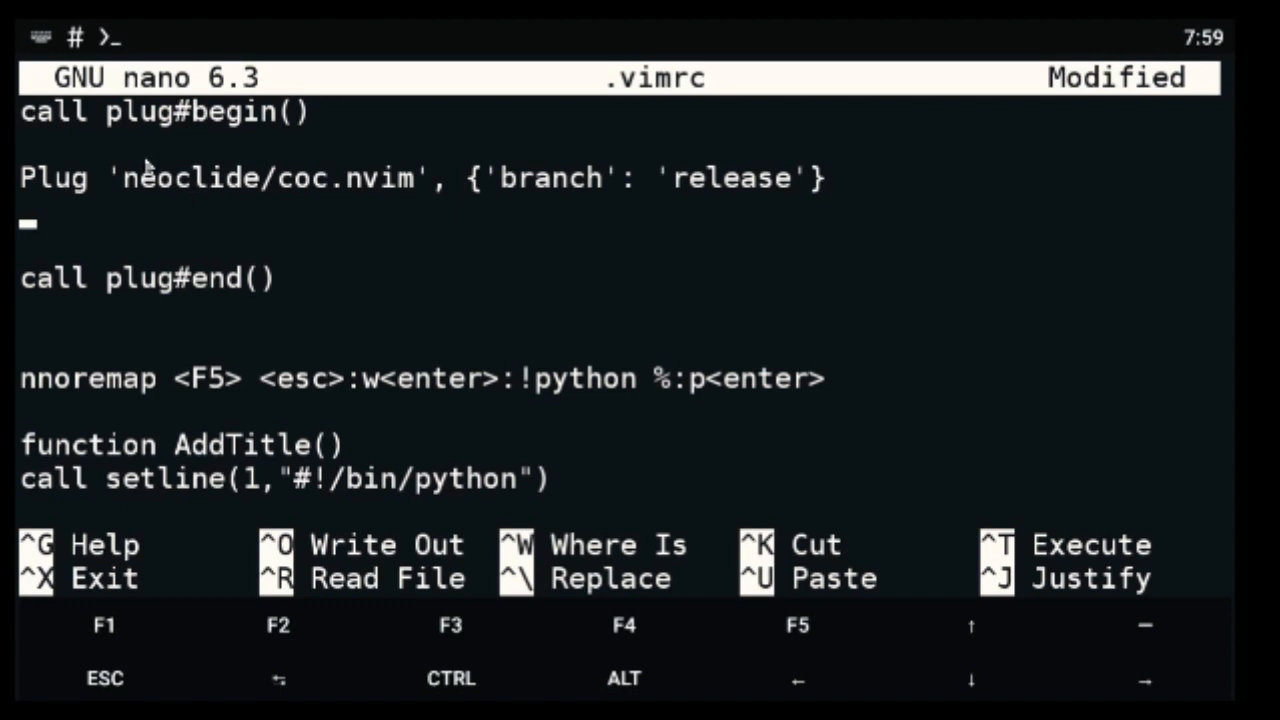 # ❯_ 7:59
GNU nano 6.3 .vimrc Modified
call plug#begin()
Plug 'neoclide/coc.nvim', {'branch': 'release'}
call plug#end()
nnoremap <F5> <esc>:w<enter>:!python %:p<enter>
function AddTitle()
call setline(1,"#!/bin/python")
^G Help ^O Write Out ^W Where Is ^K Cut ^T Execute
^X Exit ^R Read File ^\ Replace ^U Paste ^J Justify
F1 F2 F3 F4 F5 ↑ —
ESC ⇆ CTRL ALT ← ↓ →